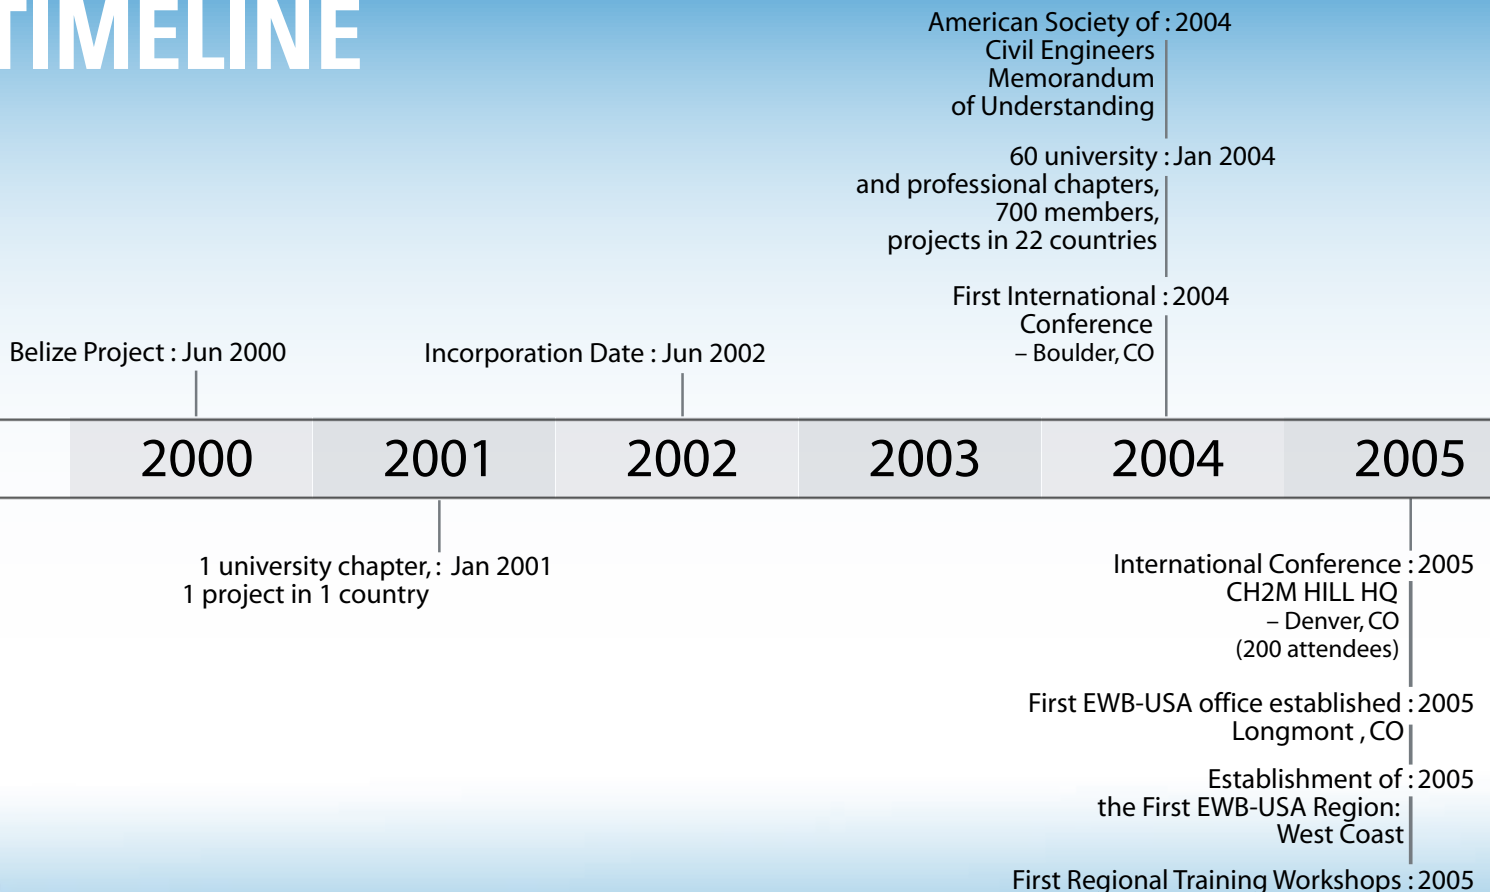 TIMELINE
American Society of : 2004
Civil Engineers
Memorandum
of Understanding
60 university : Jan 2004
and professional chapters,
700 members,
projects in 22 countries
First International : 2004
Conference
– Boulder, CO
Belize Project : Jun 2000
Incorporation Date : Jun 2002
2000 2001 2002 2003 2004 2005
1 university chapter, : Jan 2001
1 project in 1 country
International Conference : 2005
CH2M HILL HQ
– Denver, CO
(200 attendees)
First EWB-USA office established : 2005
Longmont , CO
Establishment of : 2005
the First EWB-USA Region:
West Coast
First Regional Training Workshops : 2005